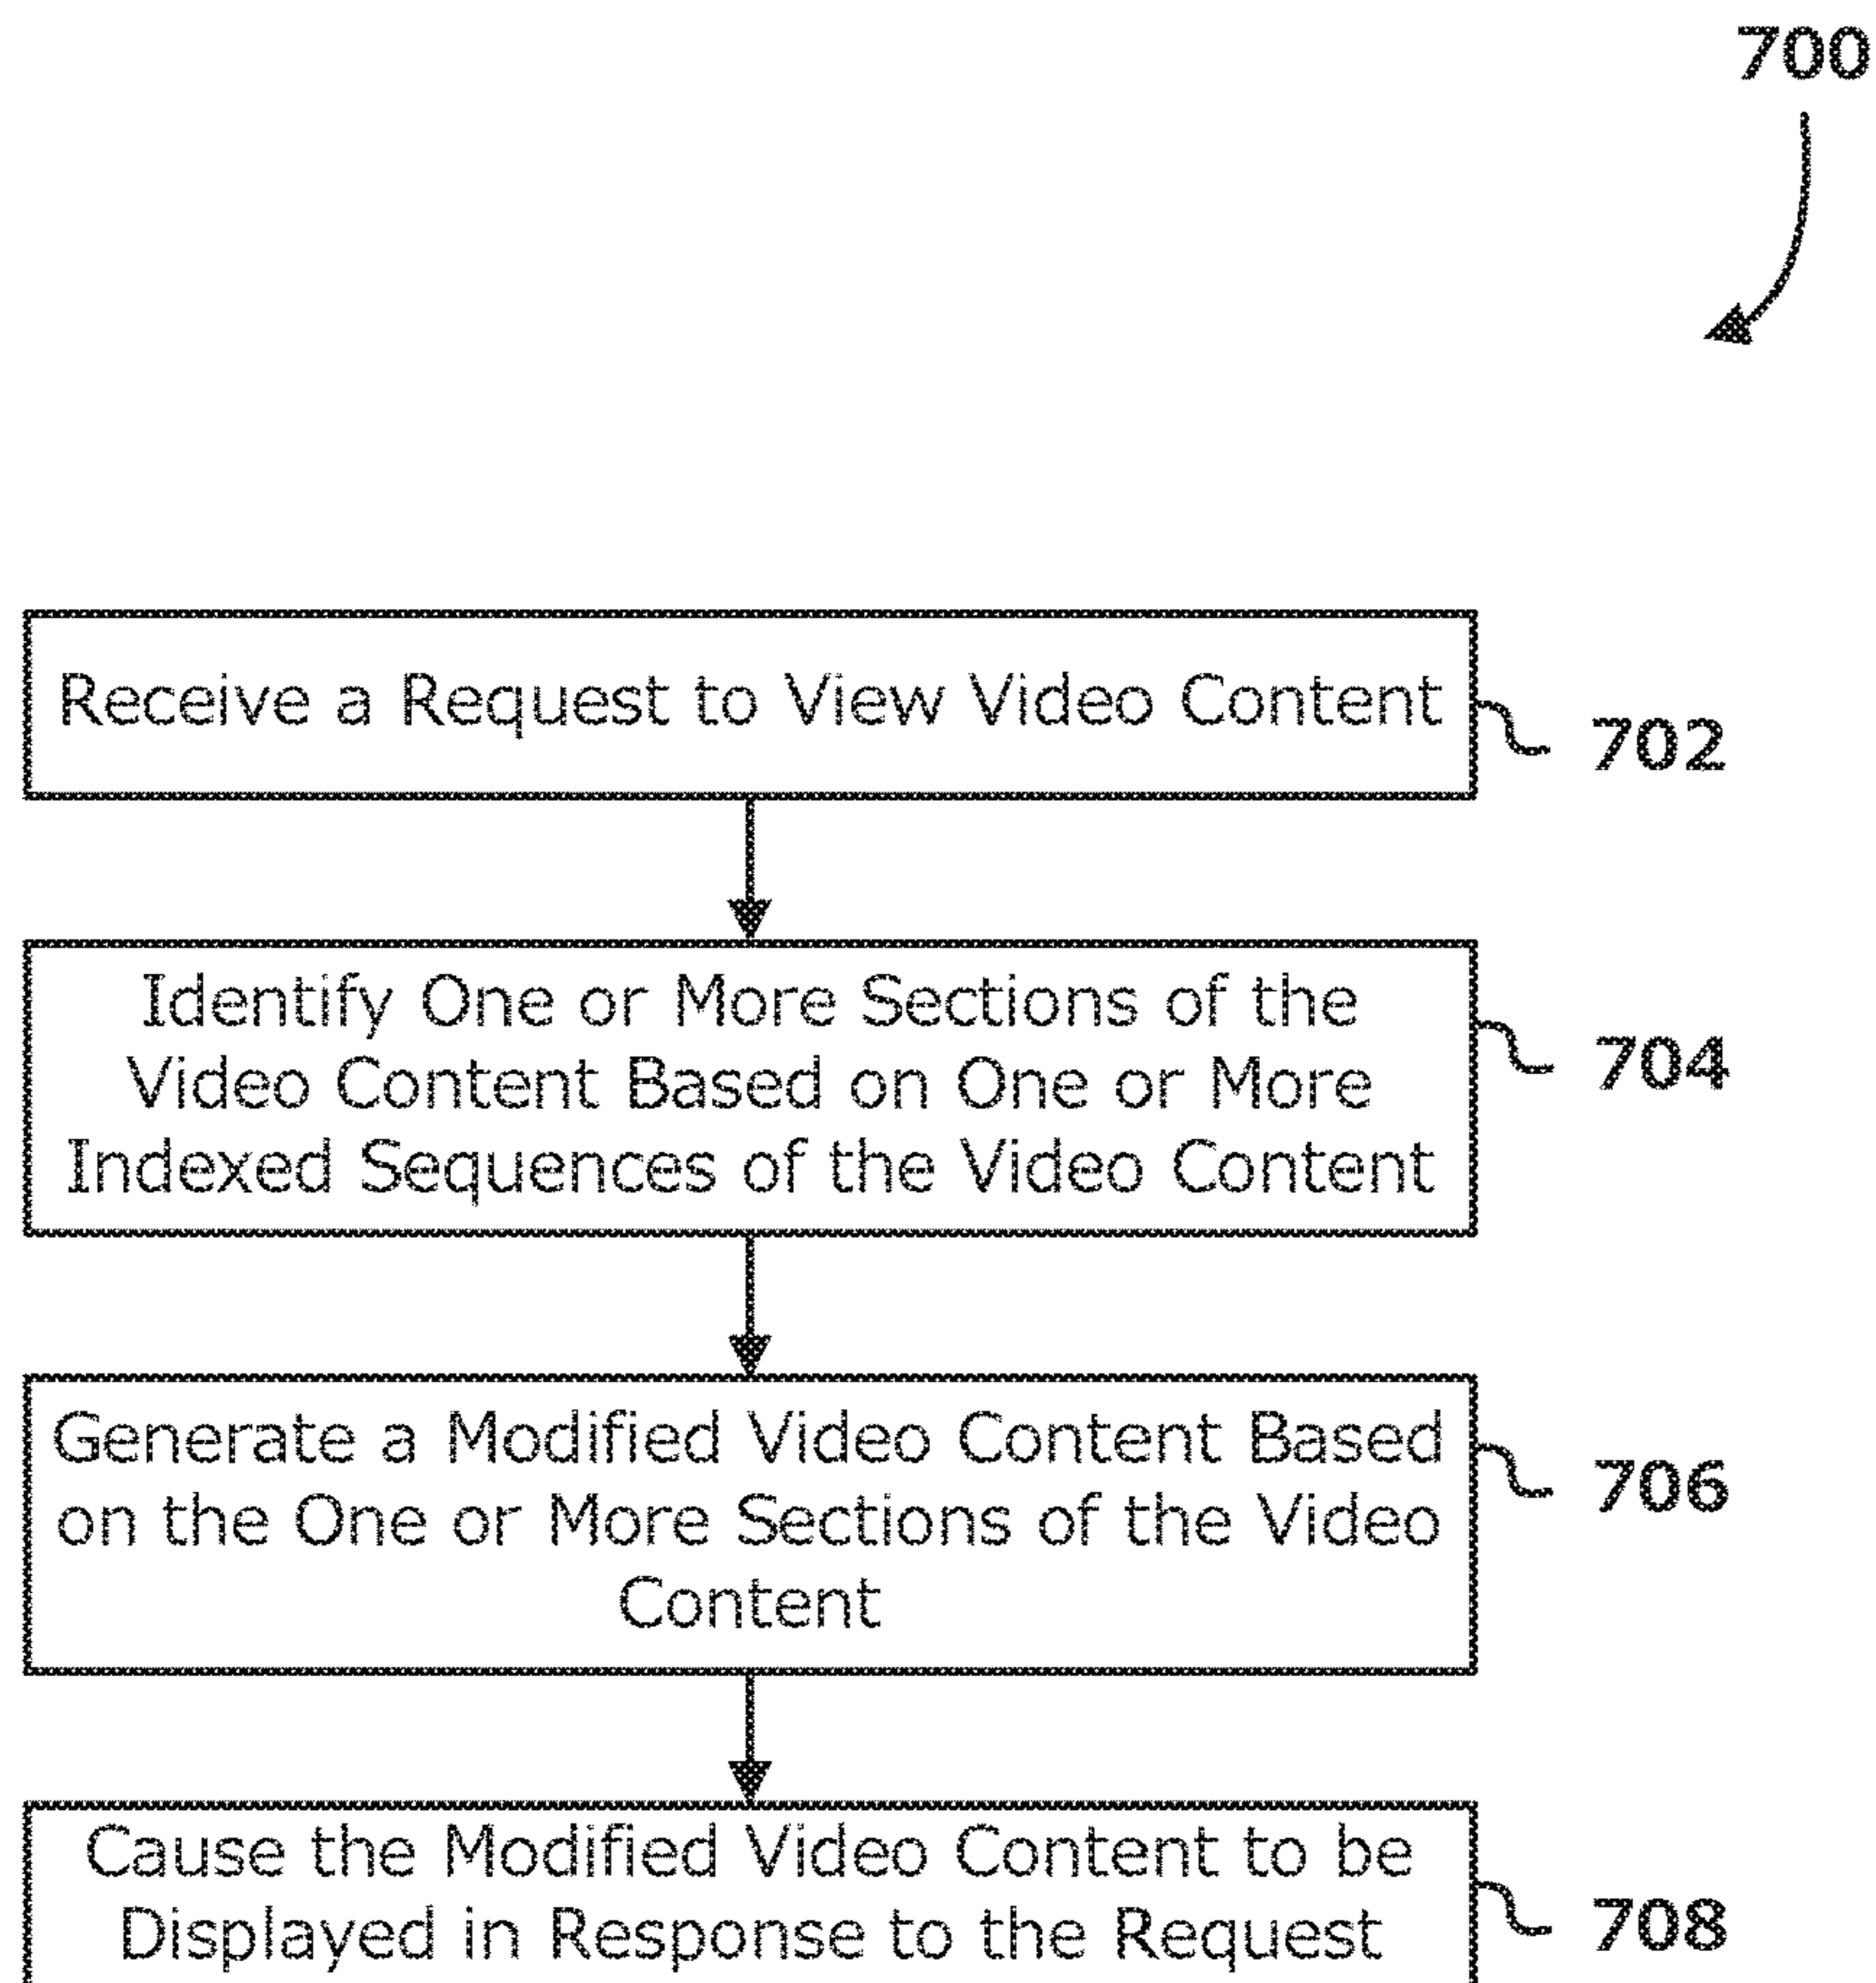 700
Receive a Request to View Video Content
702
Identify One or More Sections of the
Video Content Based on One or More
Indexed Sequences of the Video Content
704
Generate a Modified Video Content Based
on the One or More Sections of the Video
Content
706
Cause the Modified Video Content to be
Displayed in Response to the Request
708